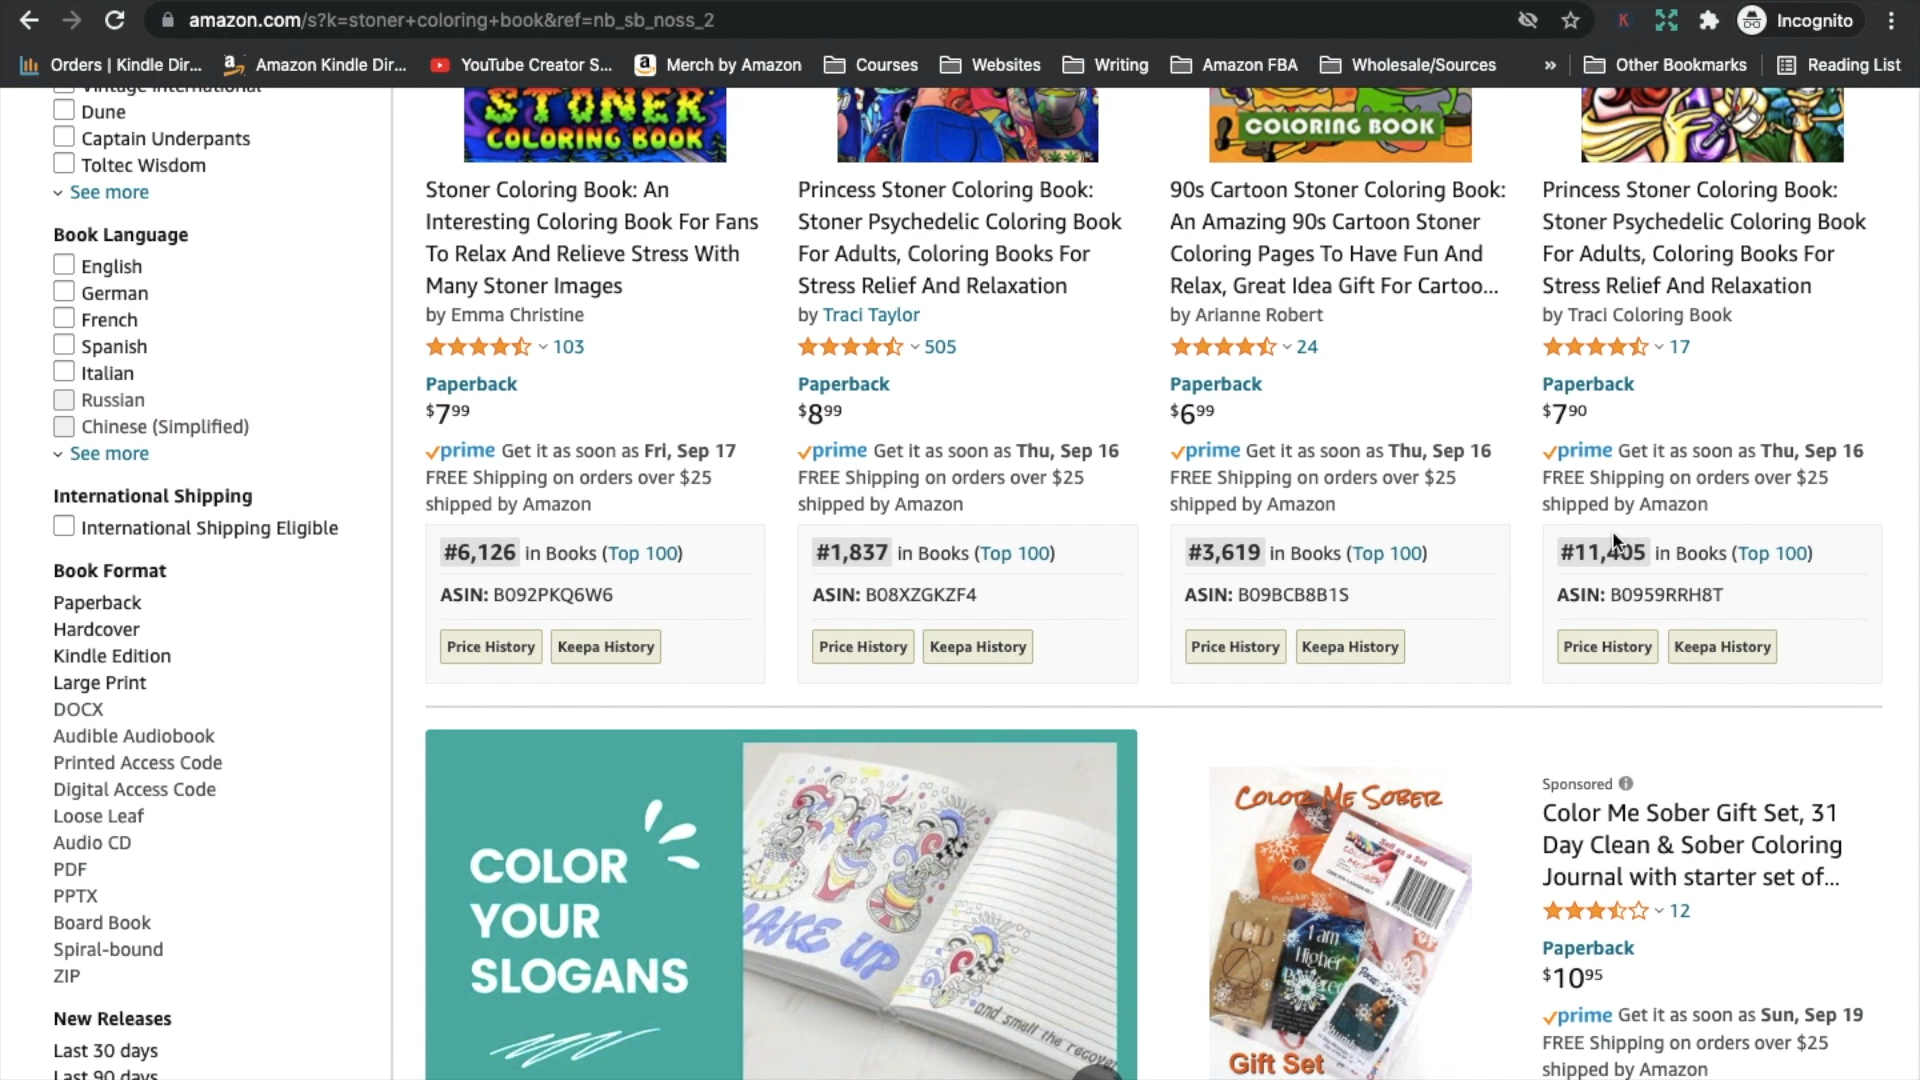 amazon.com/s?k=stoner+coloring+book&ref=nb_sb_noss_2
Incognito
Orders | Kindle Dir...
Amazon Kindle Dir...
YouTube Creator S...
Merch by Amazon
Courses
Websites
Writing
Amazon FBA
Wholesale/Sources
»
Other Bookmarks
Reading List
Vintage International
Dune
Captain Underpants
Toltec Wisdom
See more
Book Language
English
German
French
Spanish
Italian
Russian
Chinese (Simplified)
See more
International Shipping
International Shipping Eligible
Book Format
Paperback
Hardcover
Kindle Edition
Large Print
DOCX
Audible Audiobook
Printed Access Code
Digital Access Code
Loose Leaf
Audio CD
PDF
PPTX
Board Book
Spiral-bound
ZIP
New Releases
Last 30 days
Last 90 days
STONER
COLORING BOOK
Stoner Coloring Book: An
Interesting Coloring Book For Fans
To Relax And Relieve Stress With
Many Stoner Images
by Emma Christine
103
Paperback
$7.99
prime Get it as soon as Fri, Sep 17
FREE Shipping on orders over $25
shipped by Amazon
#6,126 in Books (Top 100)
ASIN: B092PKQ6W6
Price History Keepa History
Princess Stoner Coloring Book:
Stoner Psychedelic Coloring Book
For Adults, Coloring Books For
Stress Relief And Relaxation
by Traci Taylor
505
Paperback
$8.99
prime Get it as soon as Thu, Sep 16
FREE Shipping on orders over $25
shipped by Amazon
#1,837 in Books (Top 100)
ASIN: B08XZGKZF4
Price History Keepa History
COLORING BOOK
90s Cartoon Stoner Coloring Book:
An Amazing 90s Cartoon Stoner
Coloring Pages To Have Fun And
Relax, Great Idea Gift For Cartoo...
by Arianne Robert
24
Paperback
$6.99
prime Get it as soon as Thu, Sep 16
FREE Shipping on orders over $25
shipped by Amazon
#3,619 in Books (Top 100)
ASIN: B09BCB8B1S
Price History Keepa History
Princess Stoner Coloring Book:
Stoner Psychedelic Coloring Book
For Adults, Coloring Books For
Stress Relief And Relaxation
by Traci Coloring Book
17
Paperback
$7.90
prime Get it as soon as Thu, Sep 16
FREE Shipping on orders over $25
shipped by Amazon
#11,405 in Books (Top 100)
ASIN: B0959RRH8T
Price History Keepa History
COLOR
YOUR
SLOGANS
WAKE UP
and smell the recovery
COLOR ME SOBER
Sell as a Set
I am
Higher
Gift Set
Sponsored
Color Me Sober Gift Set, 31
Day Clean & Sober Coloring
Journal with starter set of...
12
Paperback
$10.95
prime Get it as soon as Sun, Sep 19
FREE Shipping on orders over $25
shipped by Amazon